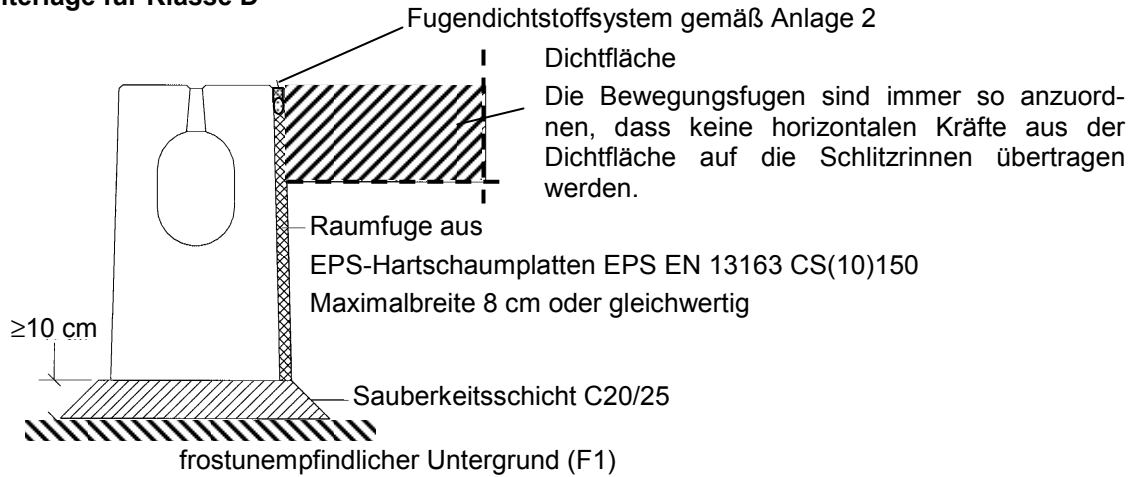 Fugendichtstoffsystem gemäß Anlage 2
Dichtfläche
Die Bewegungsfugen sind immer so anzuord-
nen, dass keine horizontalen Kräfte aus der
Dichtfläche auf die Schlitzrinnen übertragen
werden.
Raumfuge aus
EPS-Hartschaumplatten EPS EN 13163 CS(10)150
Maximalbreite 8 cm oder gleichwertig
≥10 cm
Sauberkeitsschicht C20/25
frostunempfindlicher Untergrund (F1)